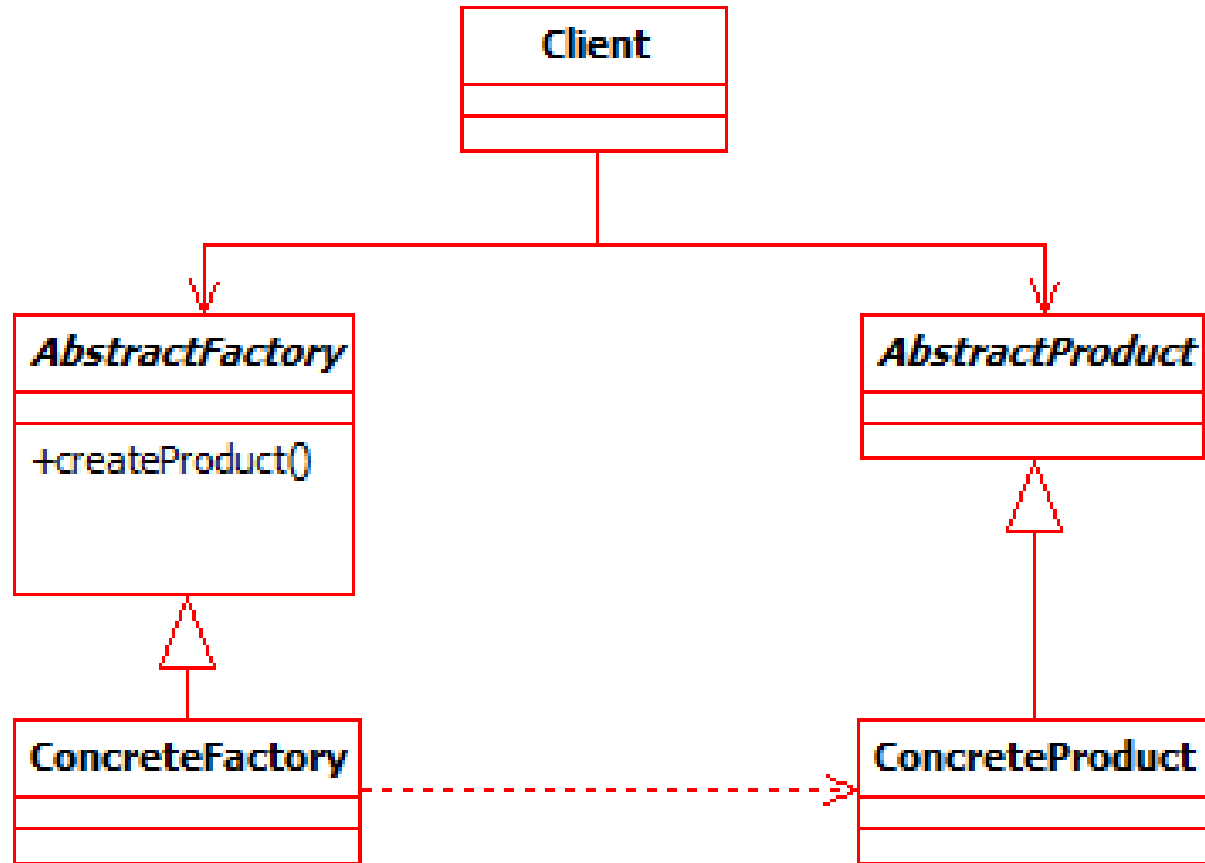 Client
AbstractFactory
AbstractProduct
+createProduct()
ConcreteFactory
ConcreteProduct